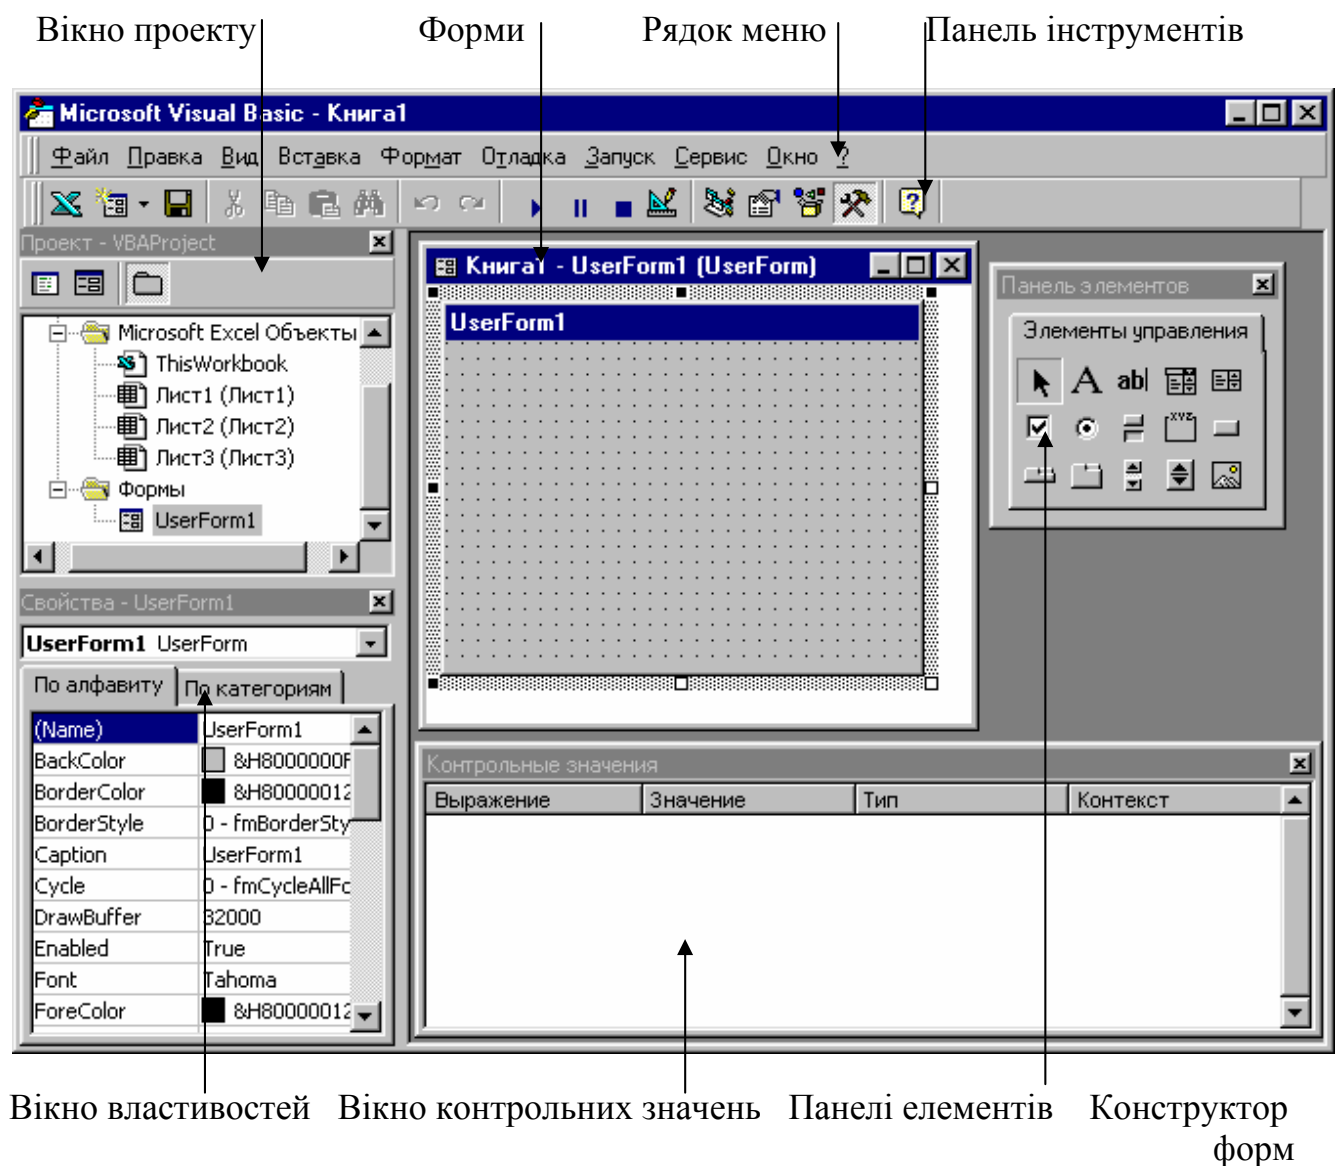 Вікно проекту Форми Рядок меню Панель інструментів
Microsoft Visual Basic - Книга1
Файл Правка Вид Вставка Формат Отладка Запуск Сервис Окно ?
Проект - VBAProject
Microsoft Excel Объекты
ThisWorkbook
Лист1 (Лист1)
Лист2 (Лист2)
Лист3 (Лист3)
Формы
UserForm1
Свойства - UserForm1
UserForm1 UserForm
По алфавиту По категориям
(Name) UserForm1
BackColor &H8000000F
BorderColor &H80000012
BorderStyle 0 - fmBorderSty
Caption UserForm1
Cycle 0 - fmCycleAllFo
DrawBuffer 32000
Enabled True
Font Tahoma
ForeColor &H80000012
Книга1 - UserForm1 (UserForm)
UserForm1
Панель элементов
Элементы управления
A ab
xyz
Контрольные значения
Выражение Значение Тип Контекст
Вікно властивостей Вікно контрольних значень Панелі елементів Конструктор
форм